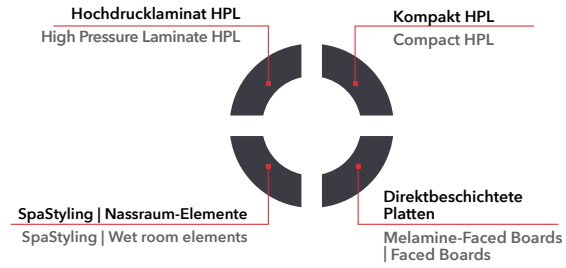 Hochdrucklaminat HPL
High Pressure Laminate HPL
Kompakt HPL
Compact HPL
SpaStyling | Nassraum-Elemente
SpaStyling | Wet room elements
Direktbeschichtete
Platten
Melamine-Faced Boards
| Faced Boards